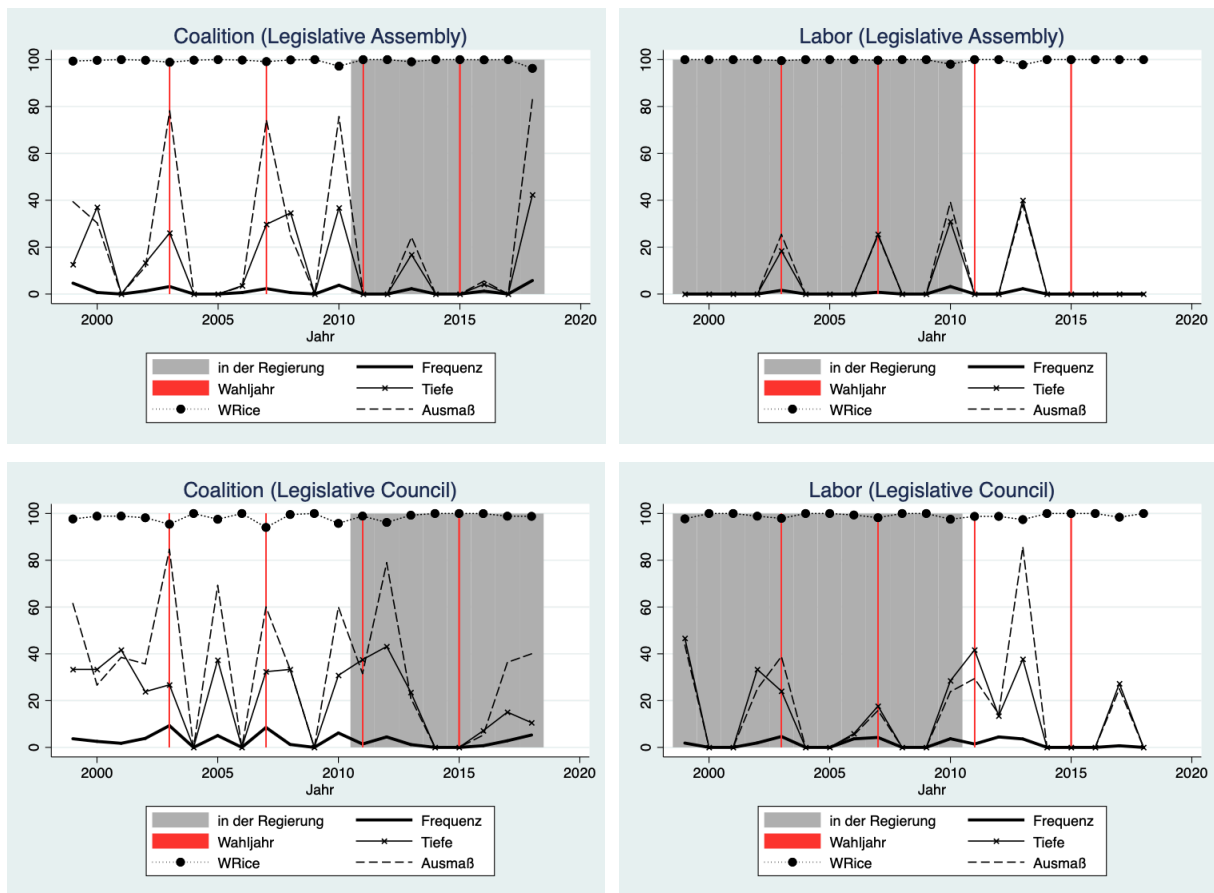 Coalition (Legislative Assembly)
100
80
60
40
20
0
2000 2005 2010 2015 2020
Jahr
in der Regierung Frequenz
Wahljahr Tiefe
WRice Ausmaß
Labor (Legislative Assembly)
100
80
60
40
20
0
2000 2005 2010 2015 2020
Jahr
in der Regierung Frequenz
Wahljahr Tiefe
WRice Ausmaß
Coalition (Legislative Council)
100
80
60
40
20
0
2000 2005 2010 2015 2020
Jahr
in der Regierung Frequenz
Wahljahr Tiefe
WRice Ausmaß
Labor (Legislative Council)
100
80
60
40
20
0
2000 2005 2010 2015 2020
Jahr
in der Regierung Frequenz
Wahljahr Tiefe
WRice Ausmaß